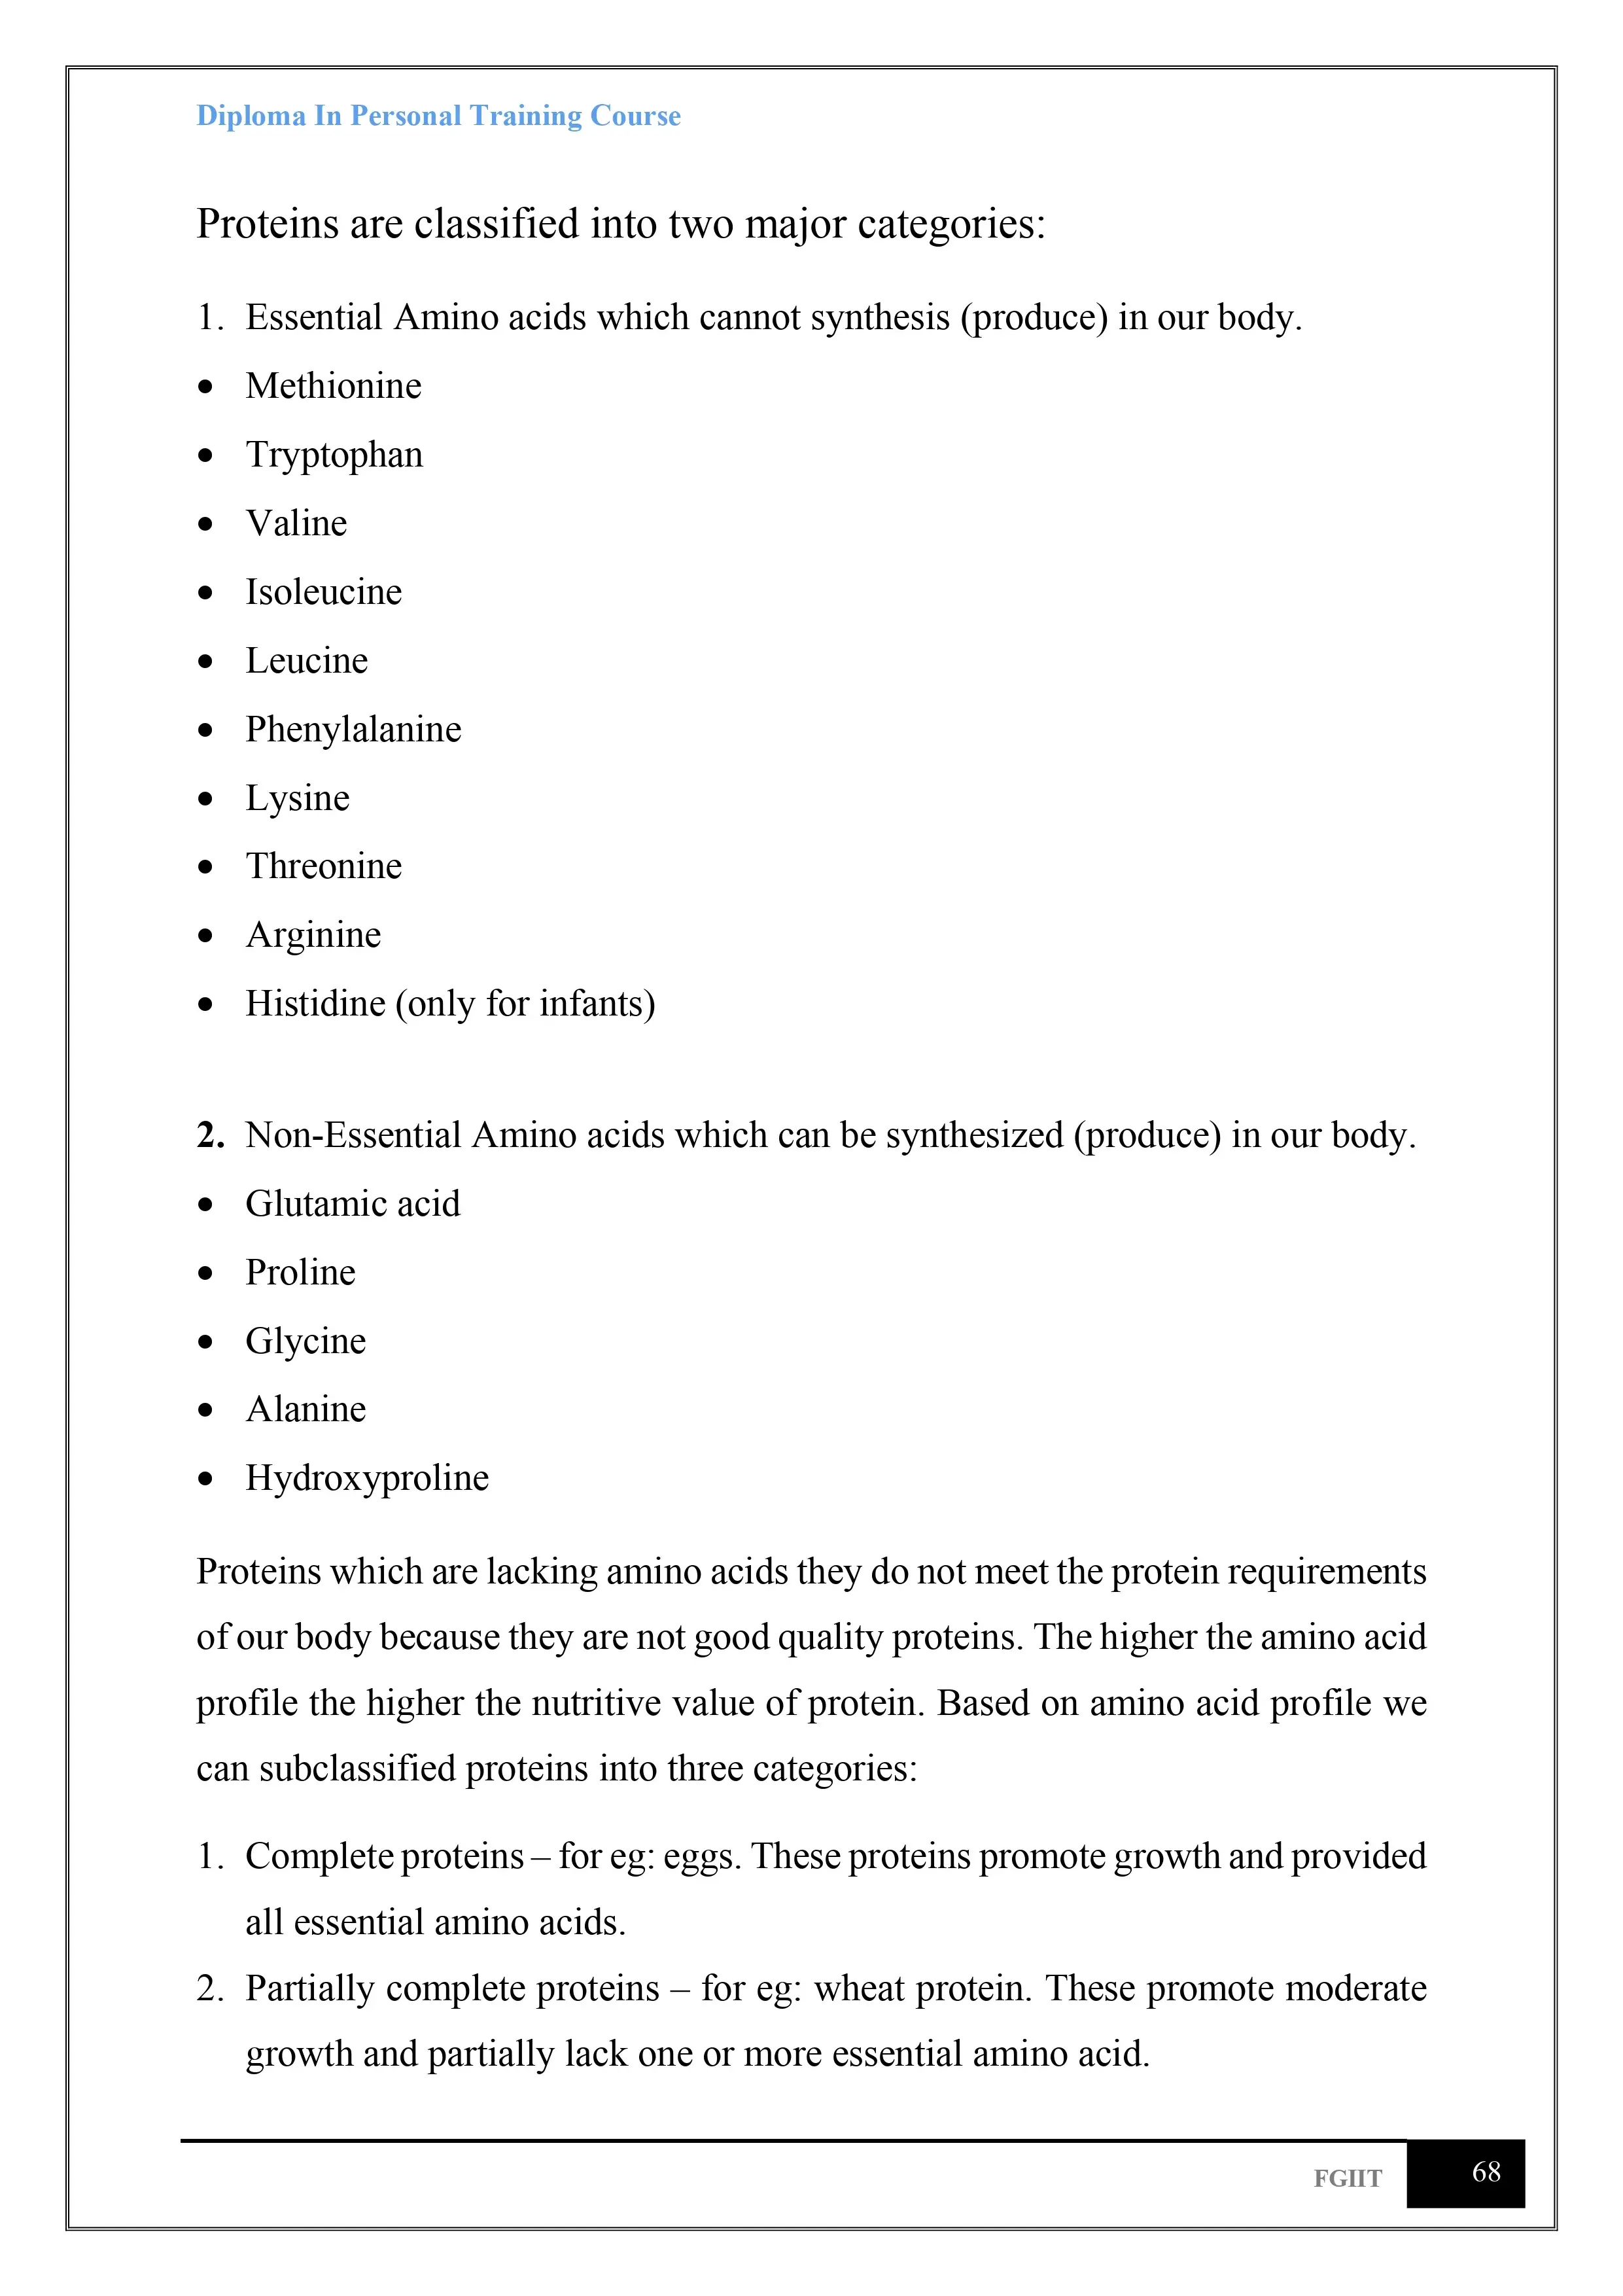 Diploma In Personal Training Course
Proteins are classified into two major categories:
1. Essential Amino acids which cannot synthesis (produce) in our body.
• Methionine
• Tryptophan
• Valine
• Isoleucine
• Leucine
• Phenylalanine
• Lysine
• Threonine
• Arginine
• Histidine (only for infants)
2. Non-Essential Amino acids which can be synthesized (produce) in our body.
• Glutamic acid
• Proline
• Glycine
• Alanine
• Hydroxyproline
Proteins which are lacking amino acids they do not meet the protein requirements
of our body because they are not good quality proteins. The higher the amino acid
profile the higher the nutritive value of protein. Based on amino acid profile we
can subclassified proteins into three categories:
1. Complete proteins – for eg: eggs. These proteins promote growth and provided
all essential amino acids.
2. Partially complete proteins – for eg: wheat protein. These promote moderate
growth and partially lack one or more essential amino acid.
FGIIT 68